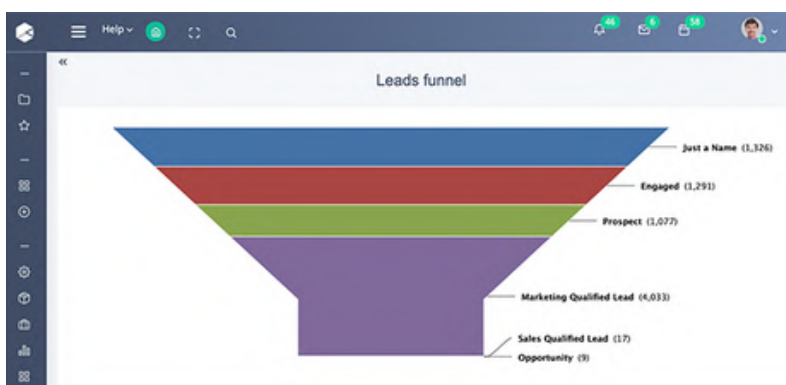 Help
46
6
58
Leads funnel
Just a Name (1,326)
Engaged (1,291)
Prospect (1,077)
Marketing Qualified Lead (4,033)
Sales Qualified Lead (17)
Opportunity (9)